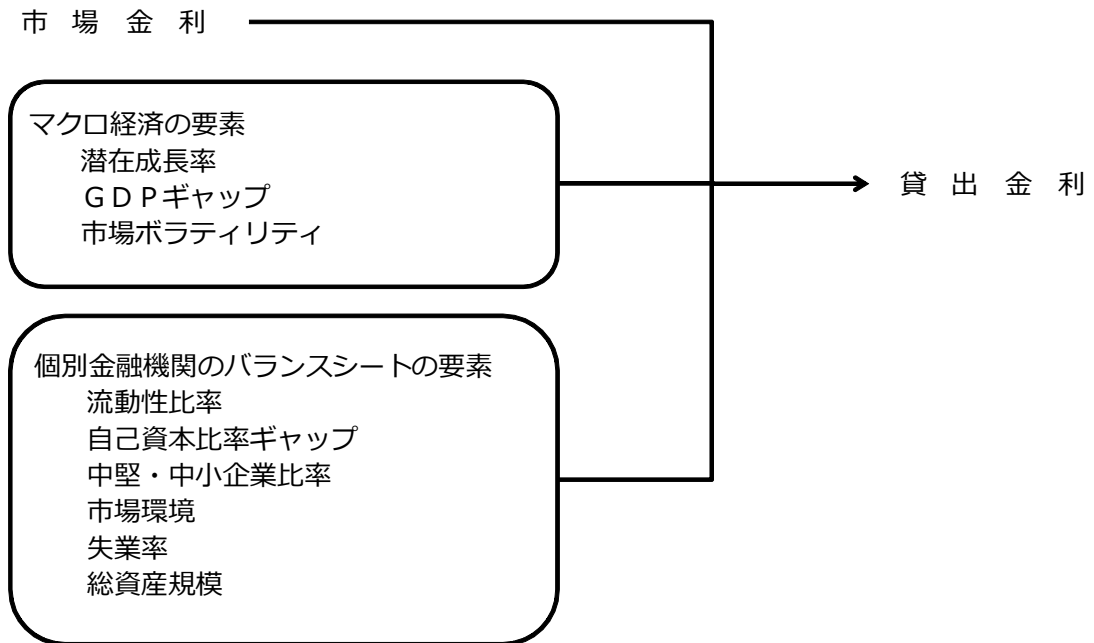 市場金利
マクロ経済の要素
潜在成長率
ＧＤＰギャップ
市場ボラティリティ
貸出金利
個別金融機関のバランスシートの要素
流動性比率
自己資本比率ギャップ
中堅・中小企業比率
市場環境
失業率
総資産規模